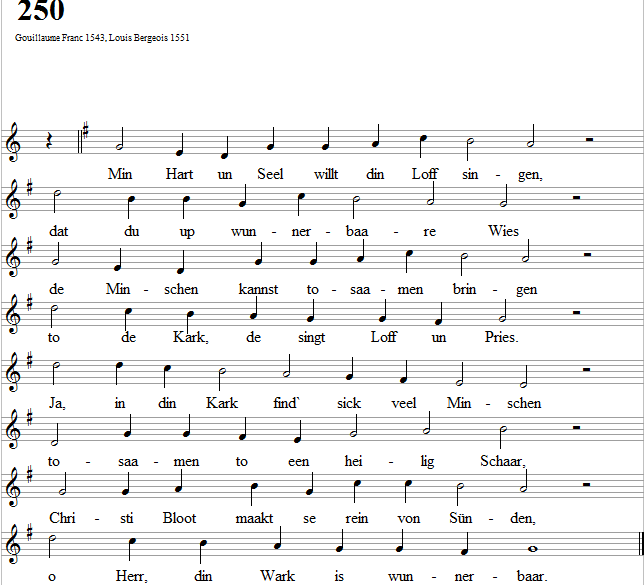 250
Gouillaume Franc 1543, Louis Bergeois 1551
Min Hart un Seel willt din Loff sin - gen,
dat du up wun - ner - baa - re Wies
de Min - schen kannst to - saa - men brin - gen
to de Kark, de singt Loff un Pries.
Ja, in din Kark find` sick veel Min - schen
to - saa - men to een hei - lig Schaar,
Chri - sti Bloot maakt se rein von Sün - den,
o Herr, din Wark is wun - ner - baar.